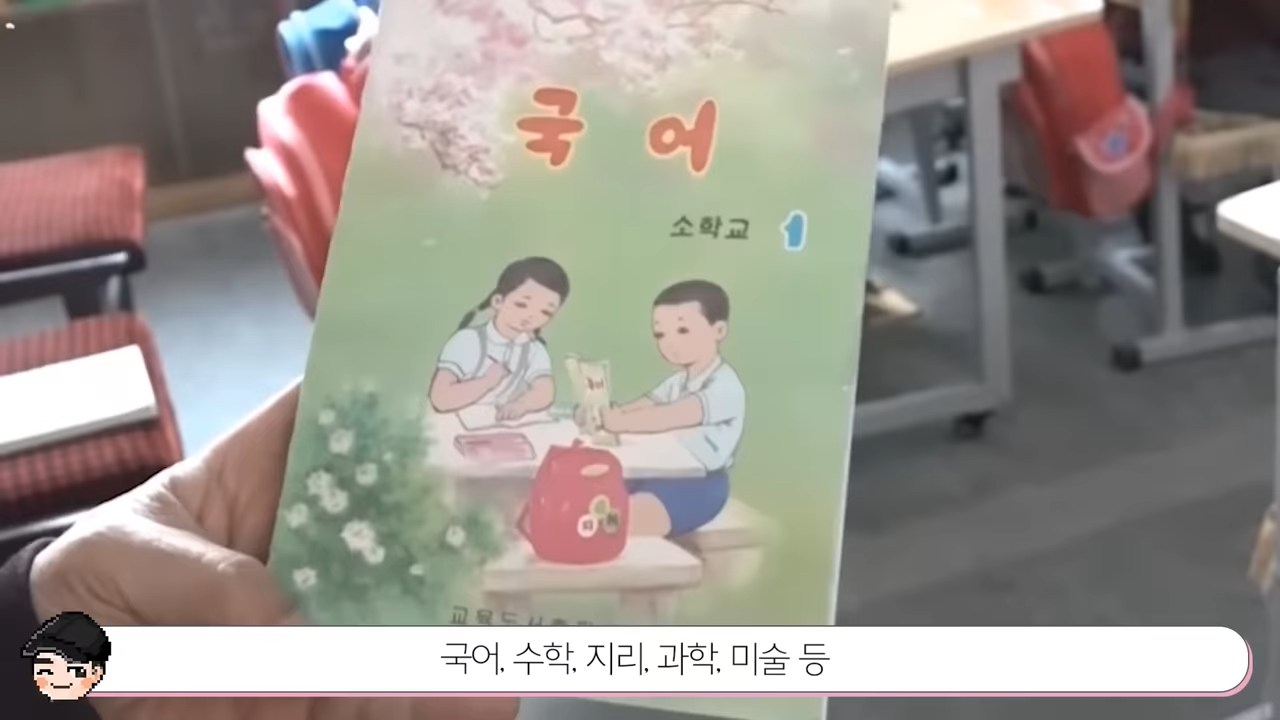 국어
소학교 1
국어, 수학, 지리, 과학, 미술 등